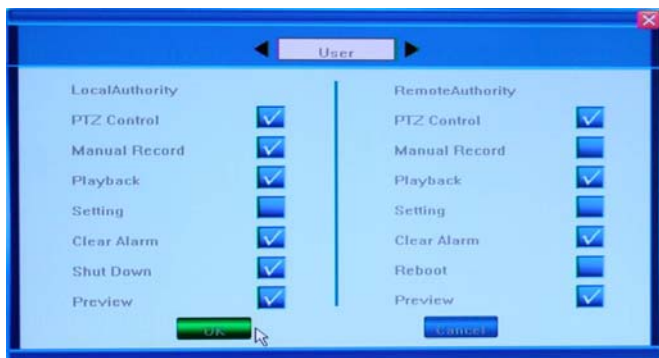 User
LocalAuthority
PTZ Control
Manual Record
Playback
Setting
Clear Alarm
Shut Down
Preview
RemoteAuthority
PTZ Control
Manual Record
Playback
Setting
Clear Alarm
Reboot
Preview
OK
Cancel